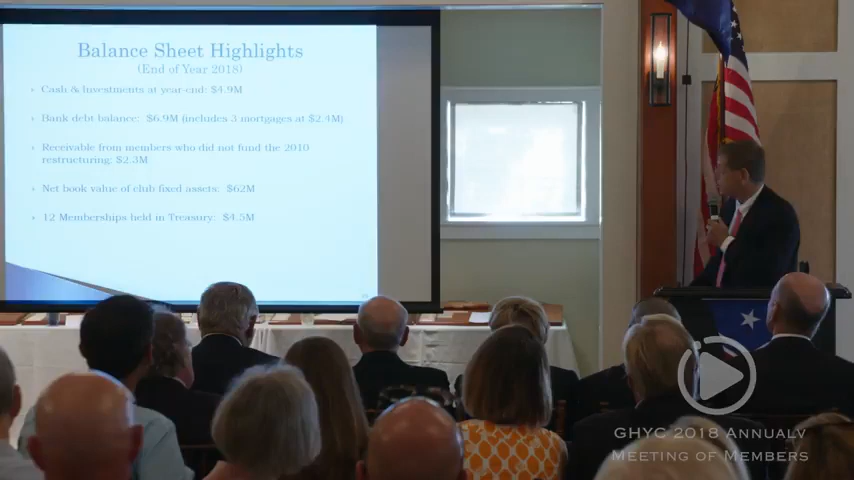 Balance Sheet Highlights
(End of Year 2018)
Cash & Investments at year-end: $4.9M
Bank debt balance: $6.9M (includes 3 mortgages at $2.4M)
Receivable from members who did not fund the 2010
restructuring: $2.3M
Net book value of club fixed assets: $62M
12 Memberships held in Treasury: $4.5M
GHYC 2018 Annualv
Meeting of Members